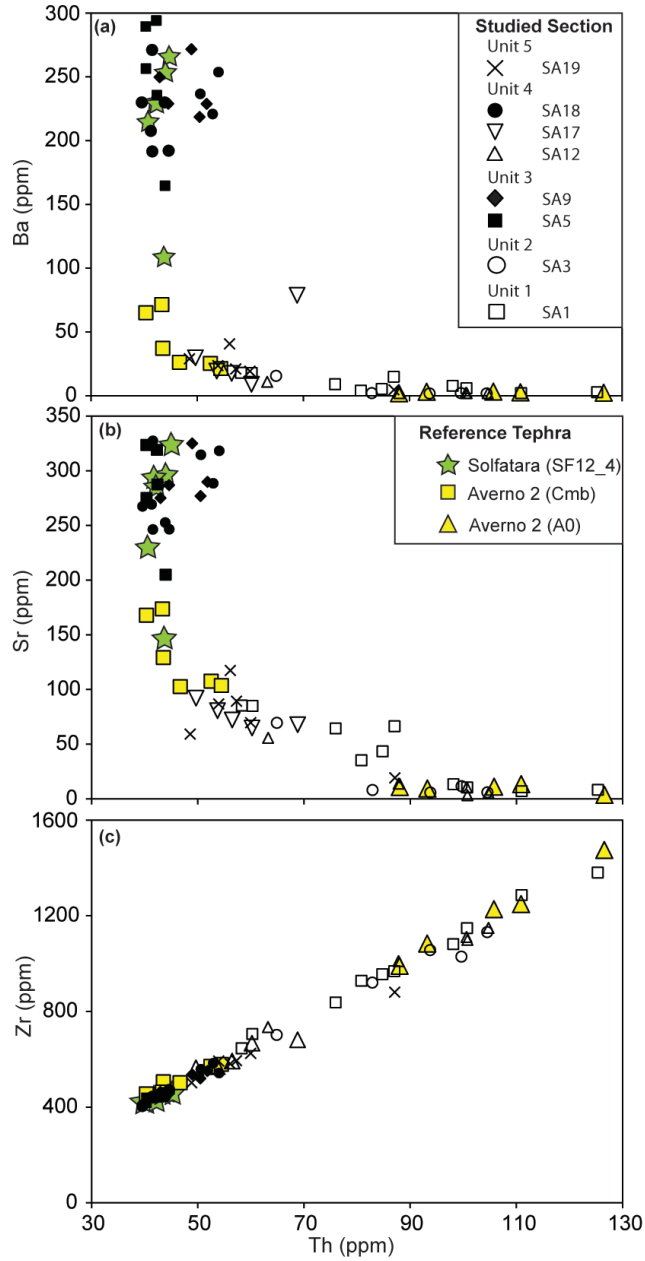 (a)
300
250
200
150
100
50
0
Ba (ppm)
Studied Section
Unit 5
SA19
Unit 4
SA18
SA17
SA12
Unit 3
SA9
SA5
Unit 2
SA3
Unit 1
SA1
(b)
350
300
250
200
150
100
50
0
Sr (ppm)
Reference Tephra
Solfatara (SF12_4)
Averno 2 (Cmb)
Averno 2 (A0)
(c)
1600
1200
800
400
0
Zr (ppm)
30 50 70 90 110 130
Th (ppm)